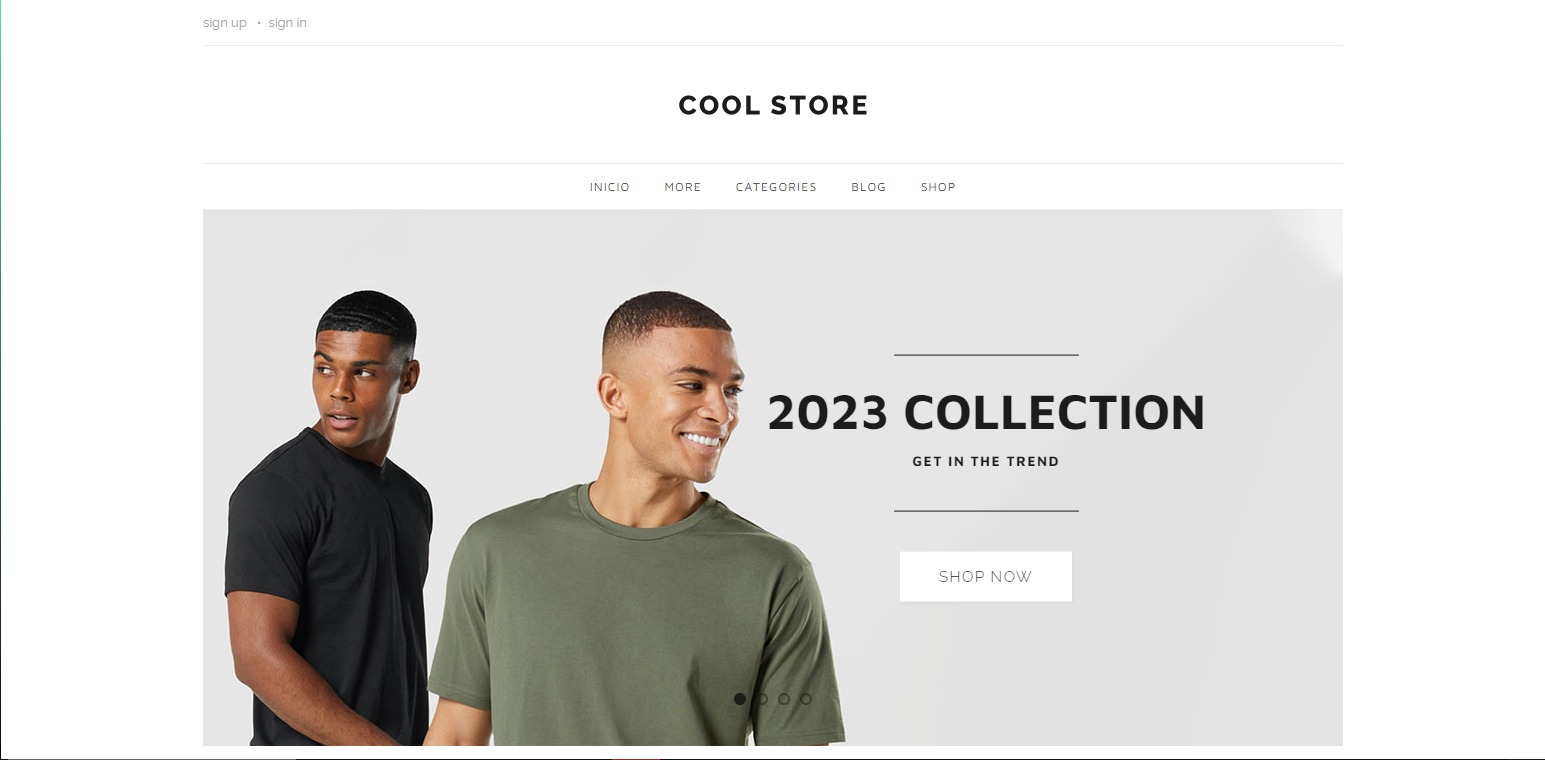 sign up • sign in
COOL STORE
INICIO MORE CATEGORIES BLOG SHOP
2023 COLLECTION
GET IN THE TREND
SHOP NOW